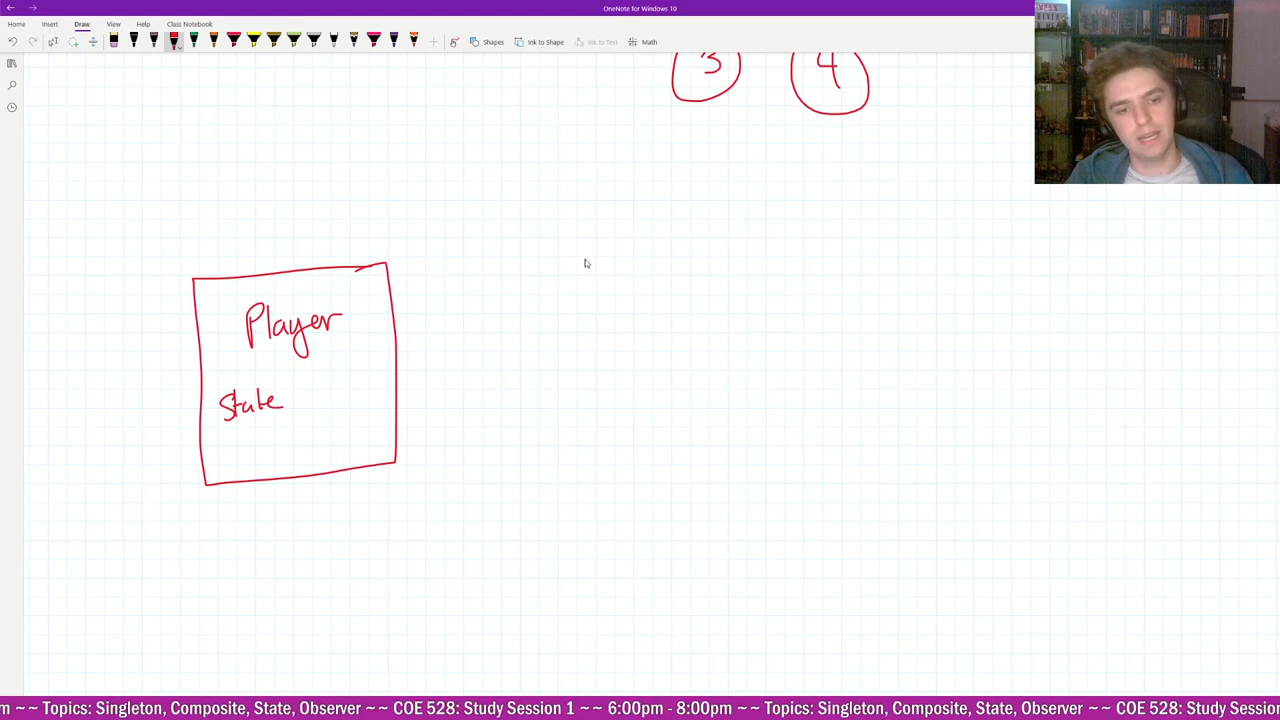 OneNote for Windows 10
Home Insert Draw View Help Class Notebook
Shapes Ink to Shape Ink to Text Math
3 4
Player
State
m ~~ Topics: Singleton, Composite, State, Observer ~~ COE 528: Study Session 1 ~~ 6:00pm - 8:00pm ~~ Topics: Singleton, Composite, State, Observer ~~ COE 528: Study Session